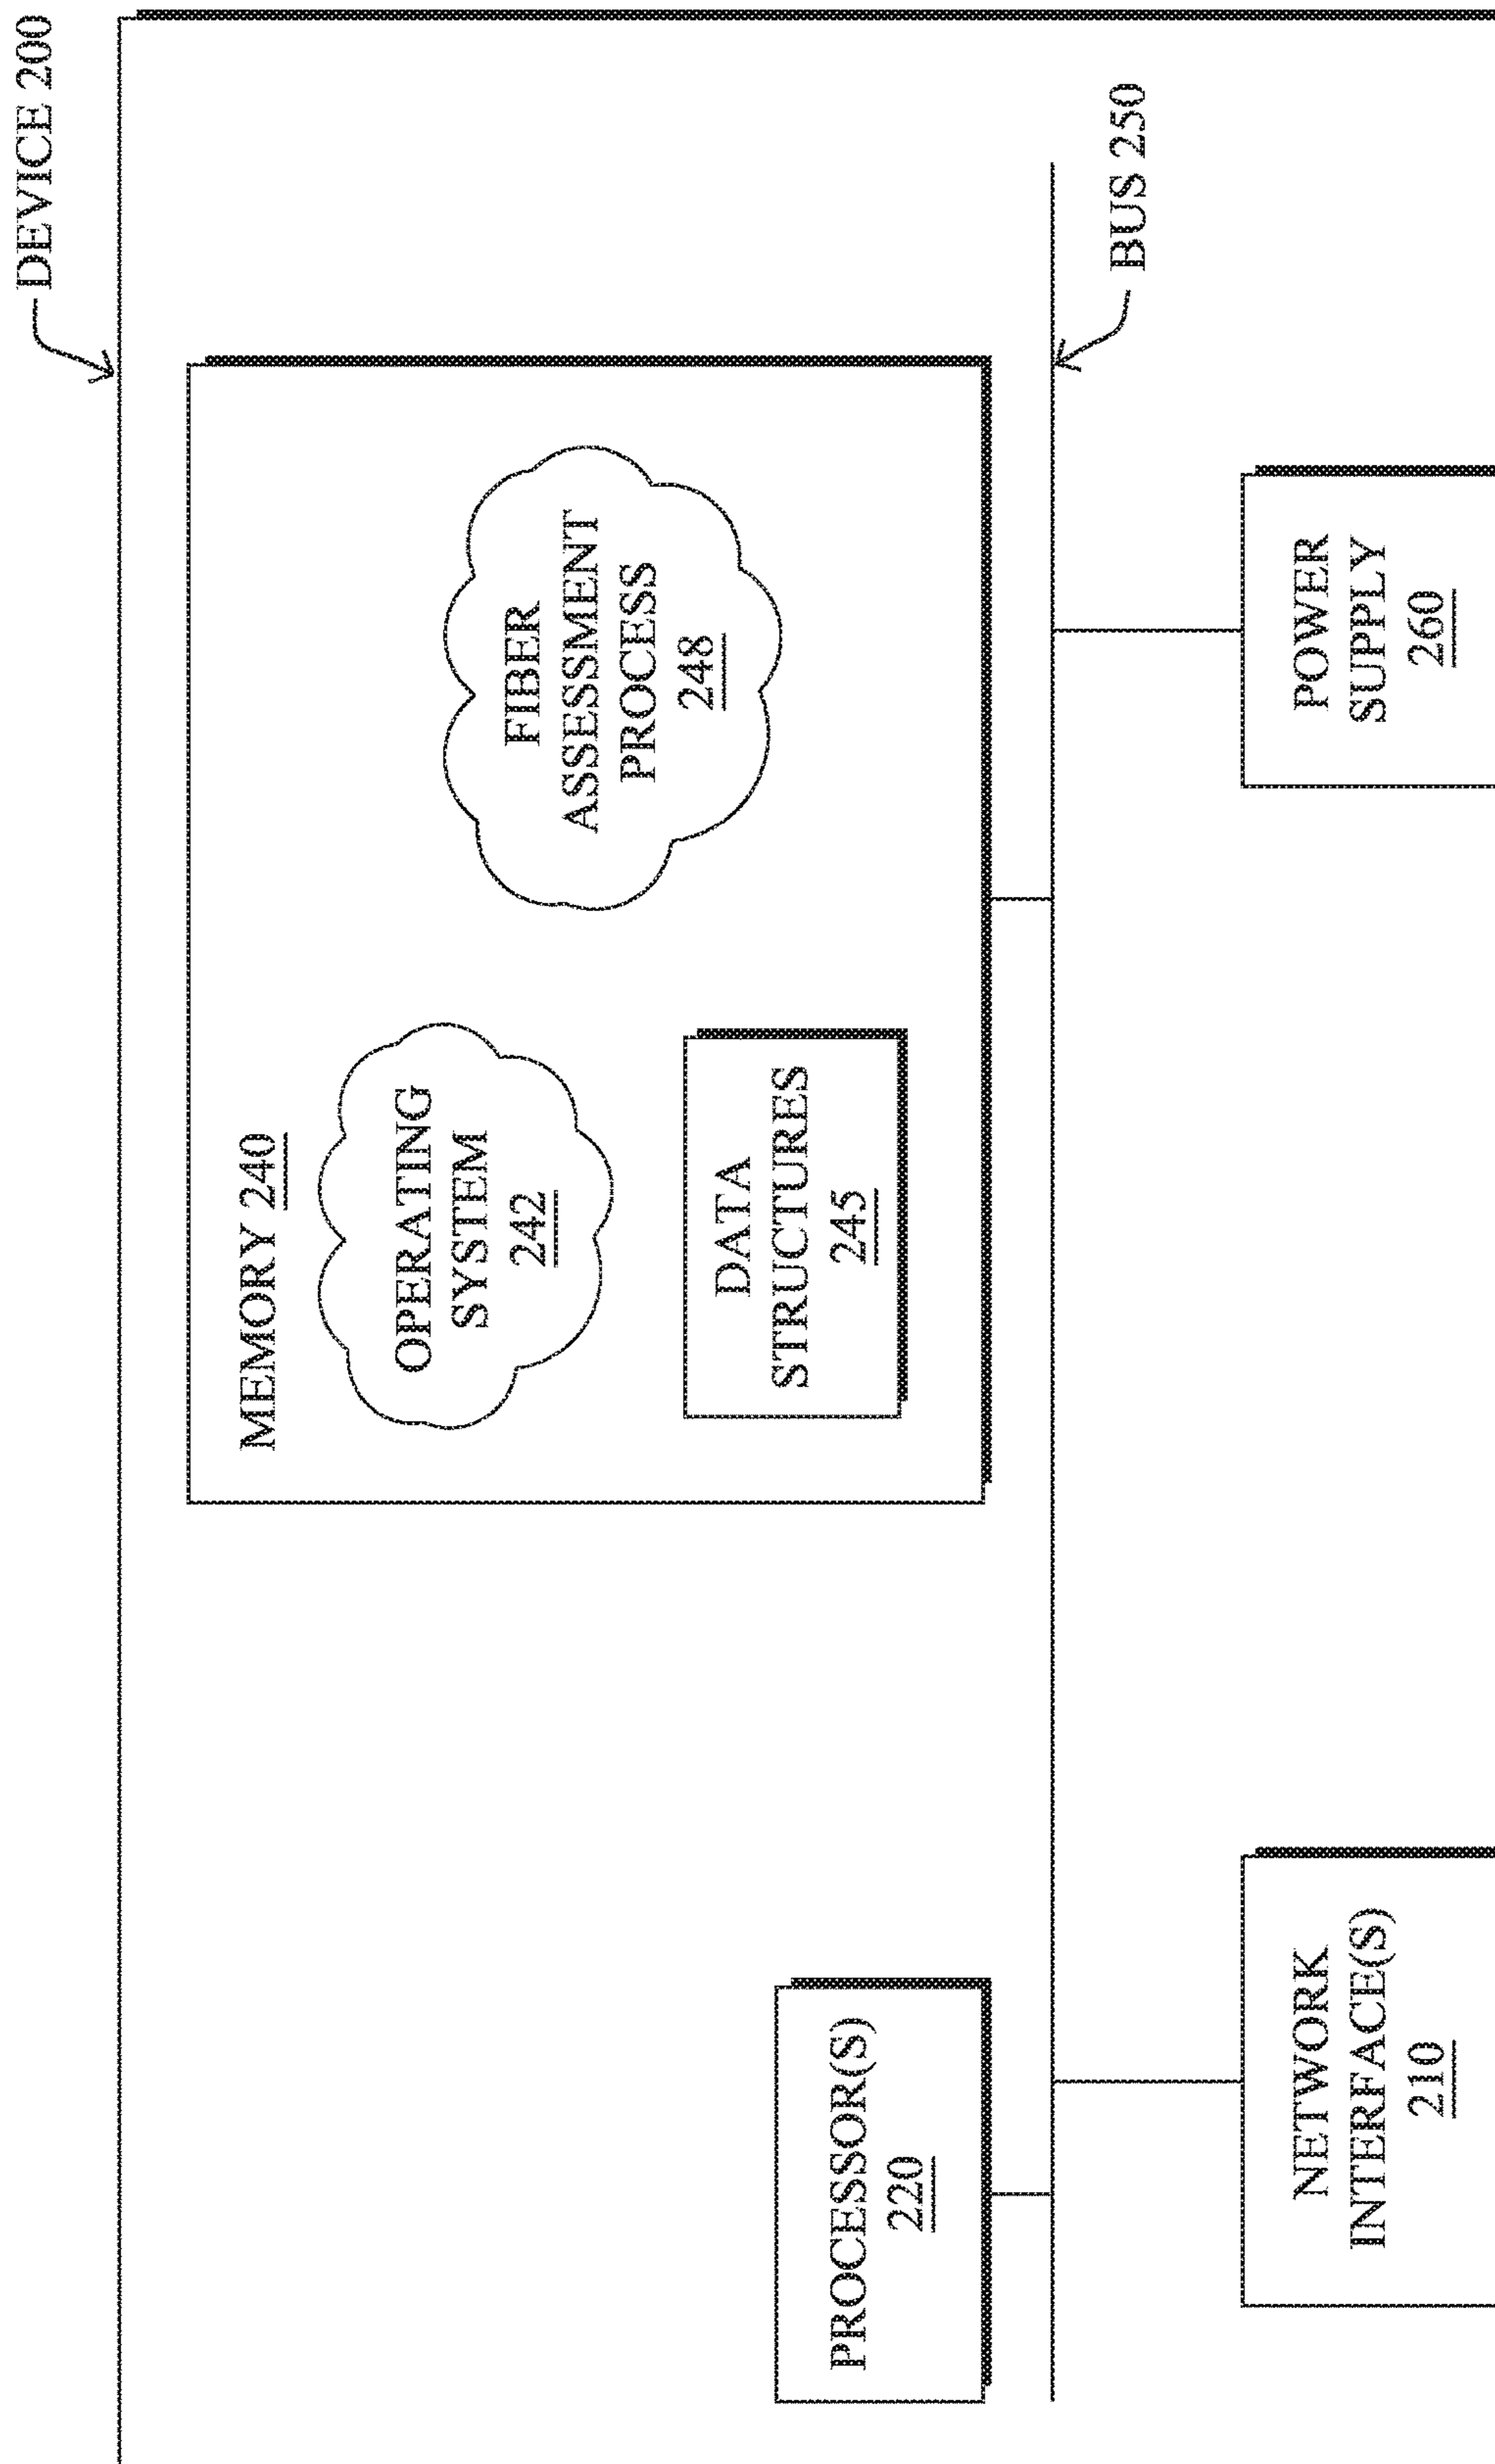 DEVICE 200
MEMORY 240
OPERATING
SYSTEM
242
DATA
STRUCTURES
245
FIBER
ASSESSMENT
PROCESS
248
PROCESSOR(S)
220
BUS 250
NETWORK
INTERFACE(S)
210
POWER
SUPPLY
260